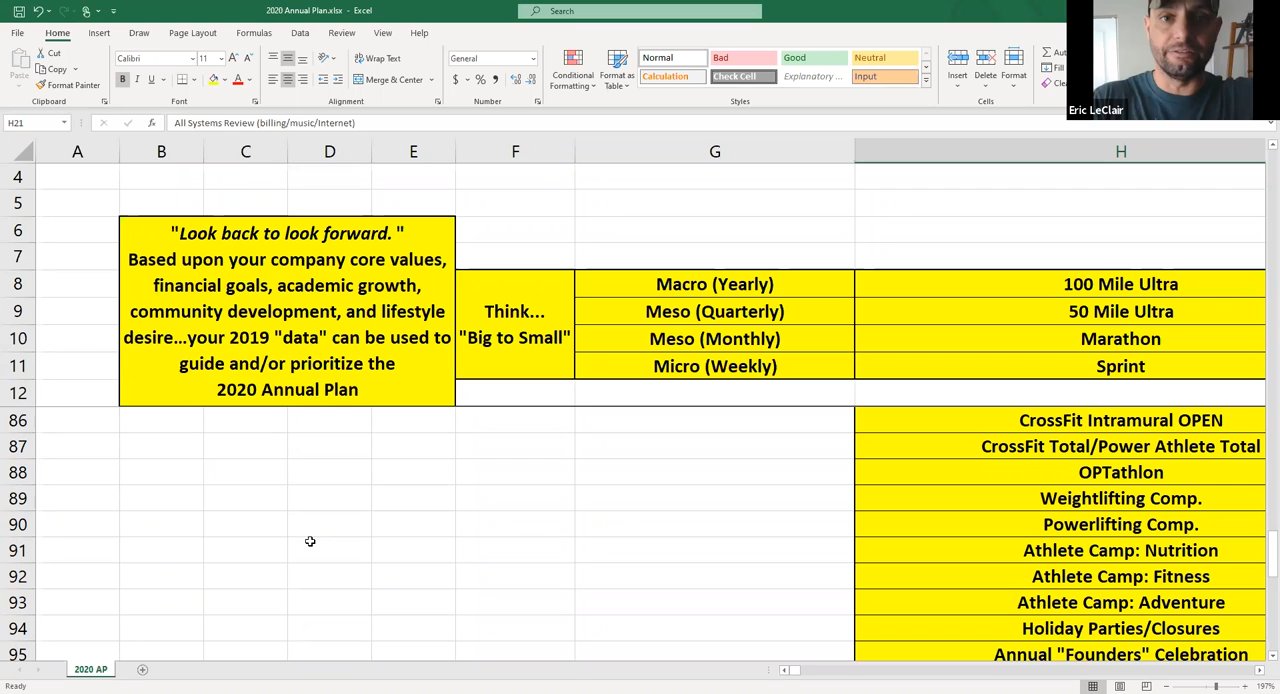 2020 Annual Plan.xlsx - Excel
Search
File Home Insert Draw Page Layout Formulas Data Review View Help
Paste
Cut
Copy
Format Painter
Clipboard
Calibri 11
B I U
Font
Wrap Text
Merge & Center
Alignment
General
$ % ,
Number
Conditional Formatting
Format as Table
Normal Bad Good Neutral
Calculation Check Cell Explanatory ... Input
Styles
Insert Delete Format
Cells
Fill
Eric LeClair
H21 fx All Systems Review (billing/music/Internet)
A B C D E F G H
4
5
6
7
8
9
10
11
12
86
87
88
89
90
91
92
93
94
95
"Look back to look forward. "
Based upon your company core values,
financial goals, academic growth,
community development, and lifestyle
desire...your 2019 "data" can be used to
guide and/or prioritize the
2020 Annual Plan
Think...
"Big to Small"
Macro (Yearly) 100 Mile Ultra
Meso (Quarterly) 50 Mile Ultra
Meso (Monthly) Marathon
Micro (Weekly) Sprint
CrossFit Intramural OPEN
CrossFit Total/Power Athlete Total
OPTathlon
Weightlifting Comp.
Powerlifting Comp.
Athlete Camp: Nutrition
Athlete Camp: Fitness
Athlete Camp: Adventure
Holiday Parties/Closures
Annual "Founders" Celebration
2020 AP
Ready
197%